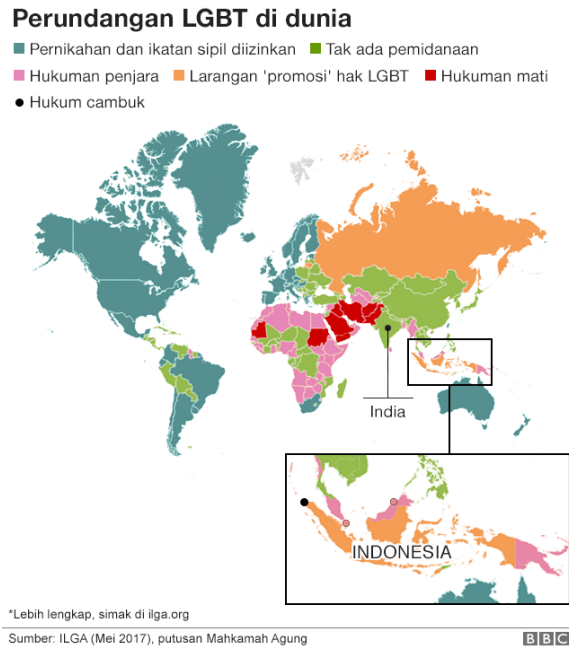 Perundangan LGBT di dunia
Pernikahan dan ikatan sipil diizinkan Tak ada pemidanaan
Hukuman penjara Larangan 'promosi' hak LGBT Hukuman mati
Hukum cambuk
India
INDONESIA
*Lebih lengkap, simak di ilga.org
Sumber: ILGA (Mei 2017), putusan Mahkamah Agung
BBC